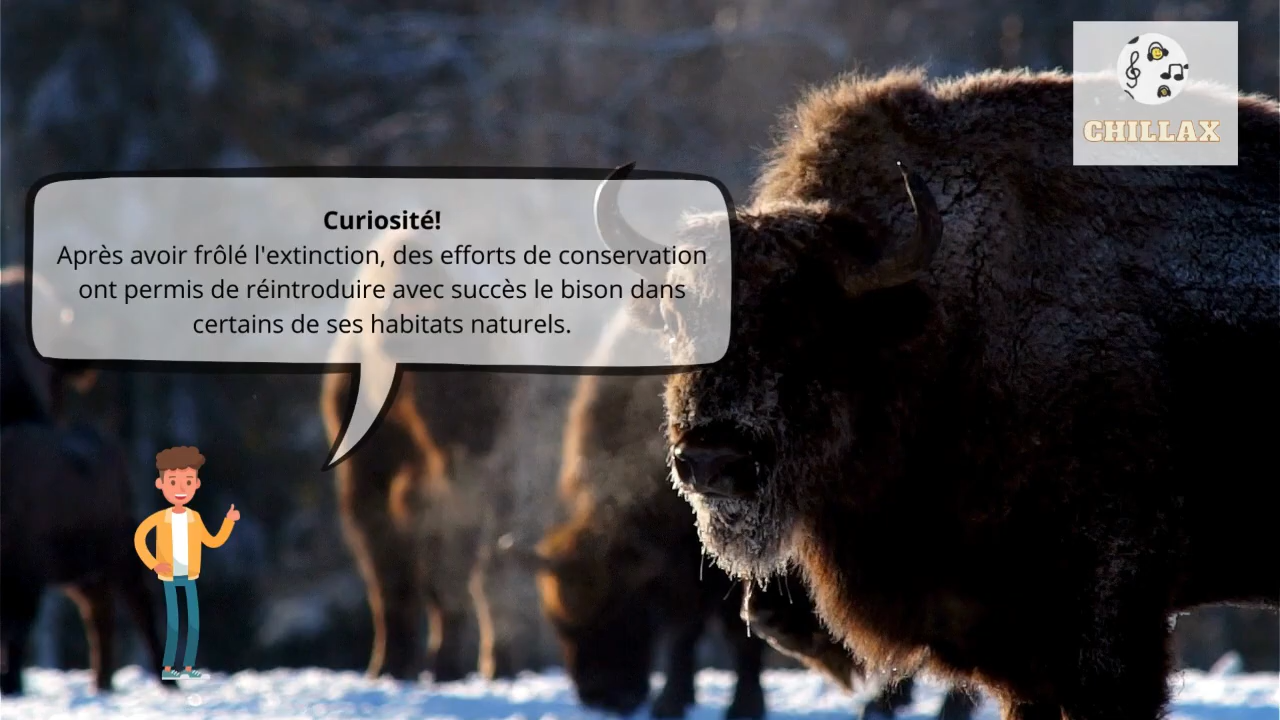 CHILLAX
Curiosité!
Après avoir frôlé l'extinction, des efforts de conservation
ont permis de réintroduire avec succès le bison dans
certains de ses habitats naturels.